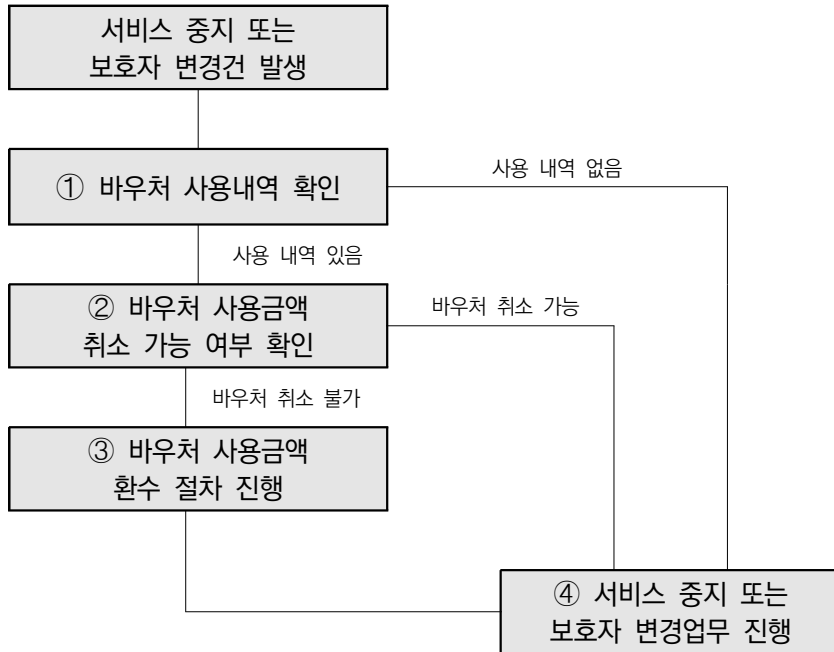 서비스 중지 또는
보호자 변경건 발생
① 바우처 사용내역 확인
사용 내역 없음
사용 내역 있음
② 바우처 사용금액
취소 가능 여부 확인
바우처 취소 가능
바우처 취소 불가
③ 바우처 사용금액
환수 절차 진행
④ 서비스 중지 또는
보호자 변경업무 진행